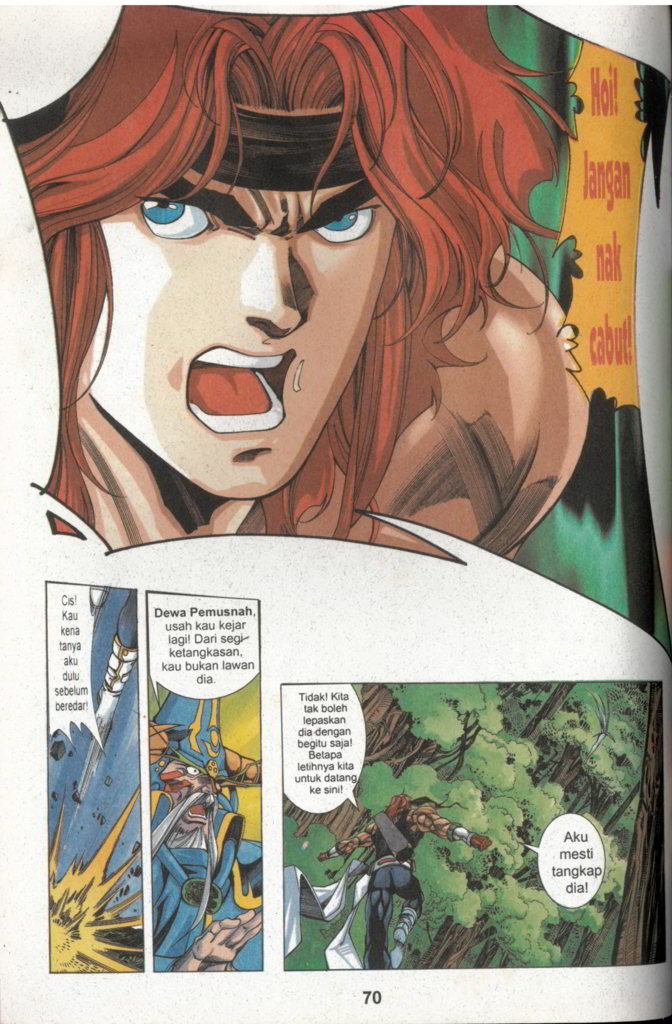 Hoi!
Jangan
nak
cabut!
Cis!
Kau
kena
tanya
aku
dulu
sebelum
beredar!
Dewa Pemusnah,
usah kau kejar
lagi! Dari segi
ketangkasan,
kau bukan lawan
dia.
Tidak! Kita
tak boleh
lepaskan
dia dengan
begitu saja!
Betapa
letihnya kita
untuk datang
ke sini!
Aku
mesti
tangkap
dia!
70